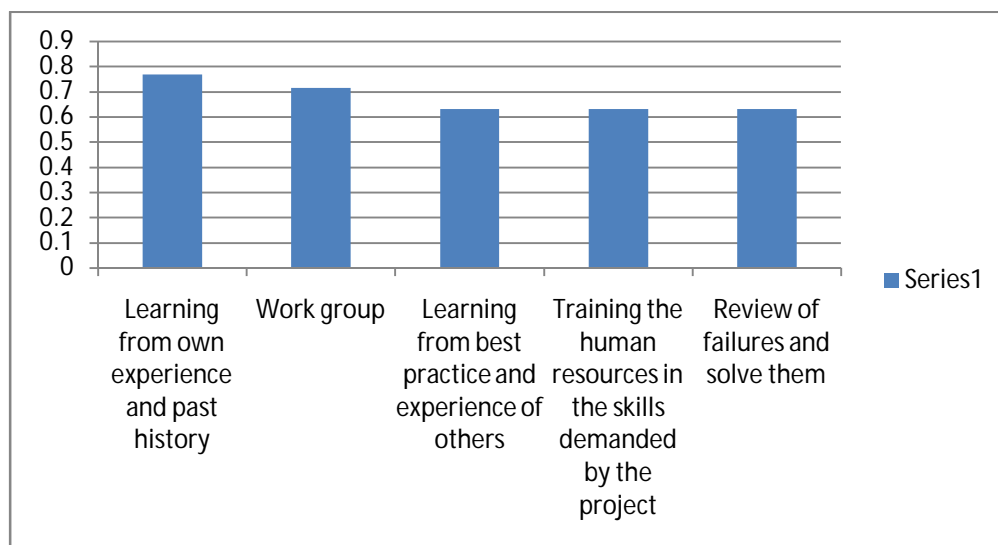 0.9
0.8
0.7
0.6
0.5
0.4
0.3
0.2
0.1
0
Learning
from own
experience
and past
history
Work group
Learning
from best
practice and
experience of
others
Training the
human
resources in
the skills
demanded
by the
project
Review of
failures and
solve them
Series1